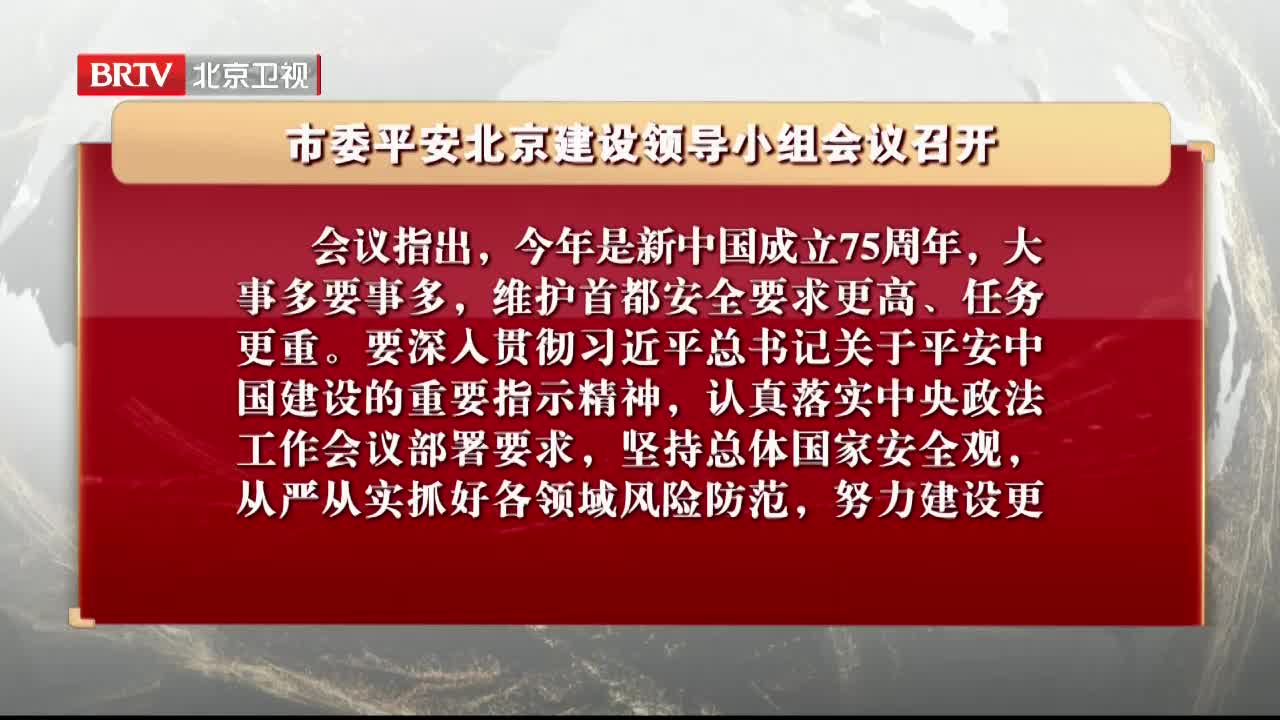 BRTV 北京卫视
市委平安北京建设领导小组会议召开
会议指出，今年是新中国成立75周年，大
事多要事多，维护首都安全要求更高、任务
更重。要深入贯彻习近平总书记关于平安中
国建设的重要指示精神，认真落实中央政法
工作会议部署要求，坚持总体国家安全观，
从严从实抓好各领域风险防范，努力建设更